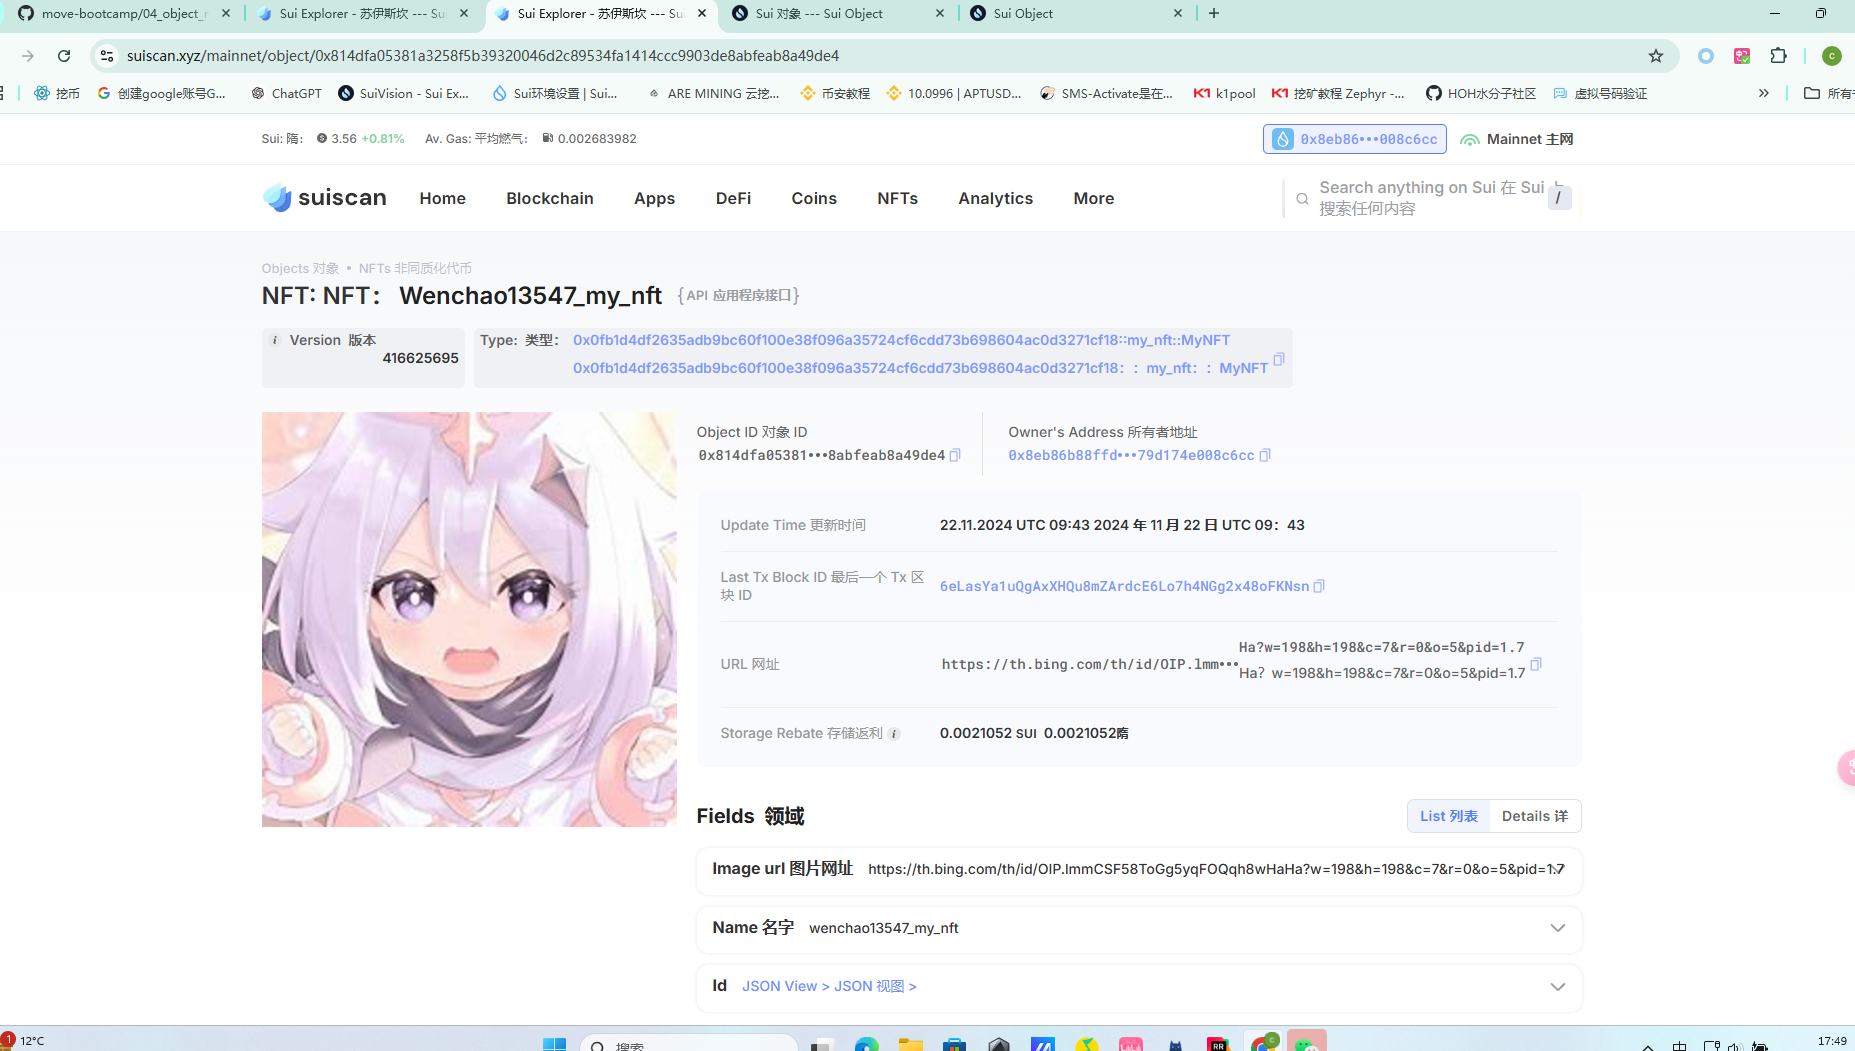 move-bootcamp/04_object_
Sui Explorer - 苏伊斯坎 --- Su
Sui Explorer - 苏伊斯坎 --- Su
Sui 对象 --- Sui Object
Sui Object
suiscan.xyz/mainnet/object/0x814dfa05381a3258f5b39320046d2c89534fa1414ccc9903de8abfeab8a49de4
C
挖币
创建google账号G...
ChatGPT
SuiVision - Sui Ex...
Sui环境设置 | Sui...
ARE MINING 云挖...
币安教程
10.0996 | APTUSD...
SMS-Activate是在...
K1 k1pool
K1 挖矿教程 Zephyr -...
HOH水分子社区
虚拟号码验证
所有
Sui: 隋： 3.56 +0.81%
Av. Gas: 平均燃气： 0.002683982
0x8eb86•••008c6cc
Mainnet 主网
suiscan
Home
Blockchain
Apps
DeFi
Coins
NFTs
Analytics
More
Search anything on Sui 在 Sui 上
搜索任何内容
/
Objects 对象 • NFTs 非同质化代币
NFT: NFT： Wenchao13547_my_nft {API 应用程序接口}
i Version 版本
416625695
Type: 类型： 0x0fb1d4df2635adb9bc60f100e38f096a35724cf6cdd73b698604ac0d3271cf18::my_nft::MyNFT
0x0fb1d4df2635adb9bc60f100e38f096a35724cf6cdd73b698604ac0d3271cf18：：my_nft：：MyNFT
Object ID 对象 ID
0x814dfa05381•••8abfeab8a49de4
Owner's Address 所有者地址
0x8eb86b88ffd•••79d174e008c6cc
Update Time 更新时间
22.11.2024 UTC 09:43 2024 年 11 月 22 日 UTC 09：43
Last Tx Block ID 最后一个 Tx 区
块 ID
6eLasYa1uQgAxXHQu8mZArdcE6Lo7h4NGg2x48oFKNsn
URL 网址
https://th.bing.com/th/id/OIP.lmm•••
Ha?w=198&h=198&c=7&r=0&o=5&pid=1.7
Ha？w=198&h=198&c=7&r=0&o=5&pid=1.7
Storage Rebate 存储返利 i
0.0021052 SUI 0.0021052隋
Fields 领域
List 列表
Details 详
Image url 图片网址 https://th.bing.com/th/id/OIP.lmmCSF58ToGg5yqFOQqh8wHaHa?w=198&h=198&c=7&r=0&o=5&pid=1.7
Name 名字 wenchao13547_my_nft
Id JSON View > JSON 视图 >
1
12°C
搜索
RR
C
中
17:49